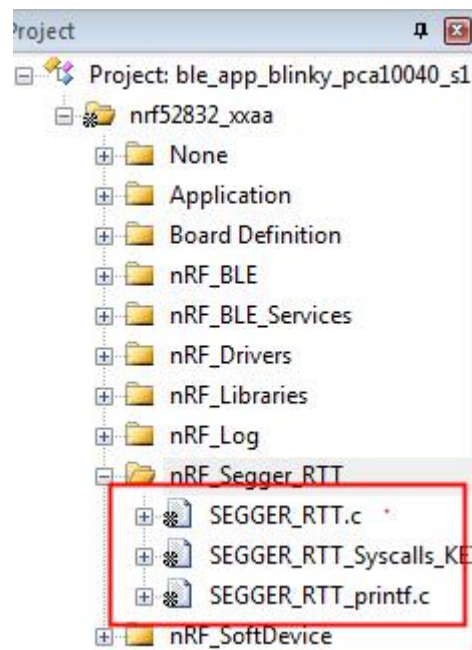 Project
Project: ble_app_blinky_pca10040_s1
nrf52832_xxaa
None
Application
Board Definition
nRF_BLE
nRF_BLE_Services
nRF_Drivers
nRF_Libraries
nRF_Log
nRF_Segger_RTT
SEGGER_RTT.c
SEGGER_RTT_Syscalls_KE
SEGGER_RTT_printf.c
nRF_SoftDevice